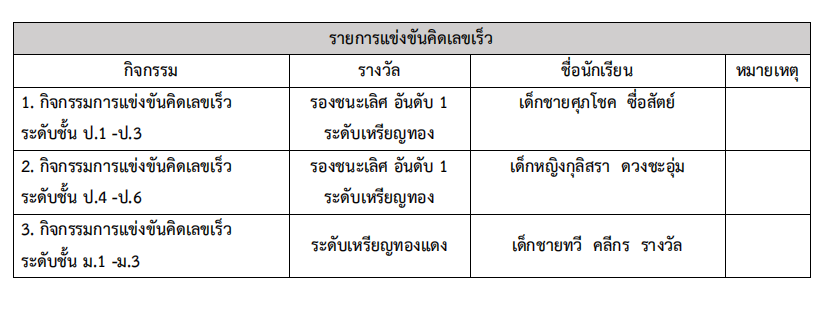 รายการแข่งขันคิดเลขเร็ว
กิจกรรม รางวัล ชื่อนักเรียน หมายเหตุ
1. กิจกรรมการแข่งขันคิดเลขเร็ว
ระดับชั้น ป.1 -ป.3
รองชนะเลิศ อันดับ 1
ระดับเหรียญทอง
เด็กชายศุภโชค ซื่อสัตย์
2. กิจกรรมการแข่งขันคิดเลขเร็ว
ระดับชั้น ป.4 -ป.6
รองชนะเลิศ อันดับ 1
ระดับเหรียญทอง
เด็กหญิงกุลิสรา ดวงชะอุ่ม
3. กิจกรรมการแข่งขันคิดเลขเร็ว
ระดับชั้น ม.1 -ม.3
ระดับเหรียญทองแดง
เด็กชายทวี คลีกร รางวัล